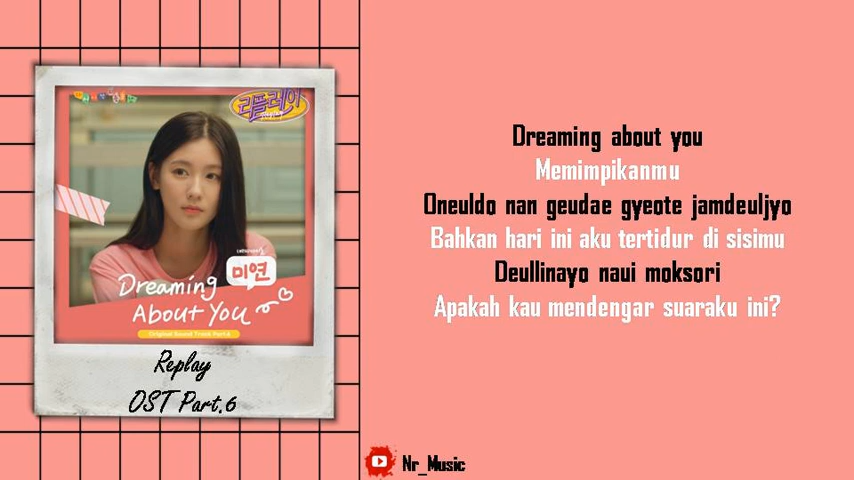 리플레이
미연
Dreaming
About You
Original Sound Track Part.6
Replay
OST Part.6
Dreaming about you
Memimpikanmu
Oneuldo nan geudae gyeote jamdeuljyo
Bahkan hari ini aku tertidur di sisimu
Deullinayo naui moksori
Apakah kau mendengar suaraku ini?
Nr_Music